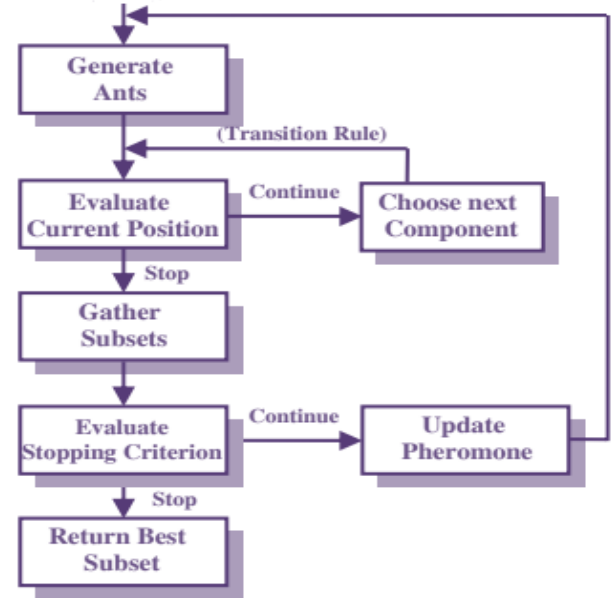 Generate
Ants
(Transition Rule)
Evaluate
Current Position
Continue
Choose next
Component
Stop
Gather
Subsets
Evaluate
Stopping Criterion
Continue
Update
Pheromone
Stop
Return Best
Subset